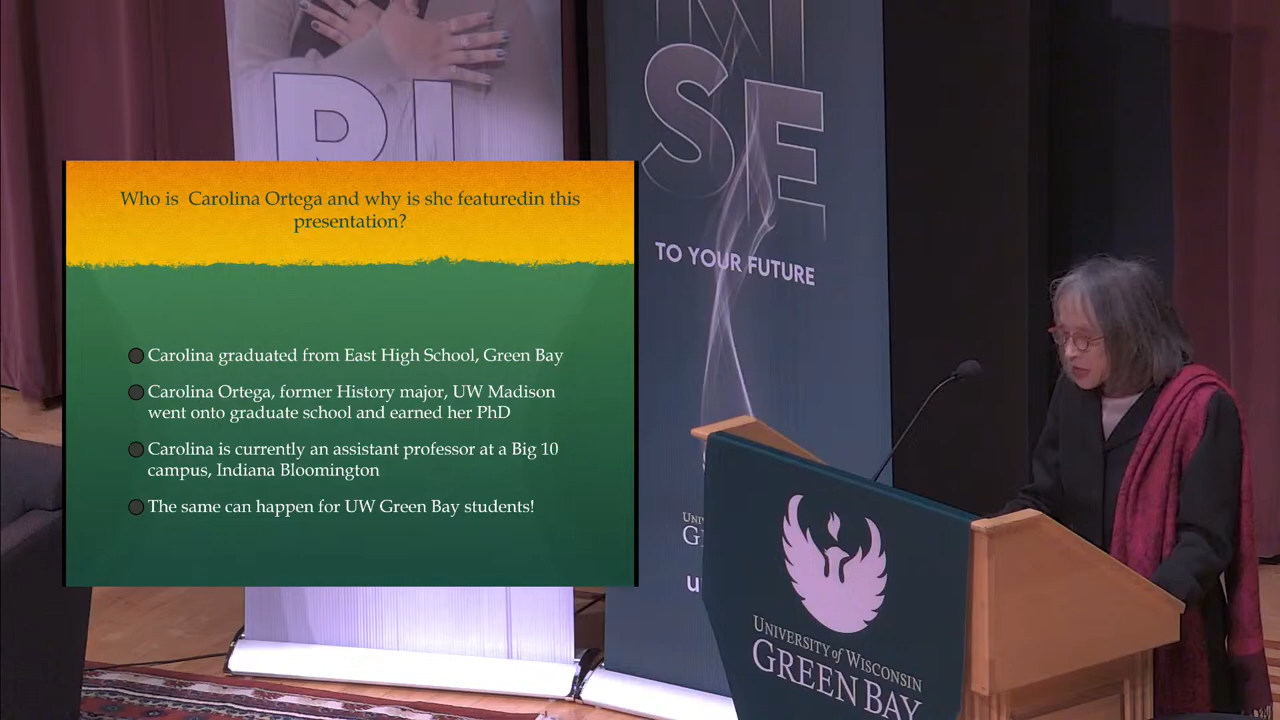 RI
RI
SE
TO YOUR FUTURE
Who is  Carolina Ortega and why is she featuredin this
presentation?
Carolina graduated from East High School, Green Bay
Carolina Ortega, former History major, UW Madison
went onto graduate school and earned her PhD
Carolina is currently an assistant professor at a Big 10
campus, Indiana Bloomington
The same can happen for UW Green Bay students!
UNIVERSITY of WISCONSIN
GREEN BAY